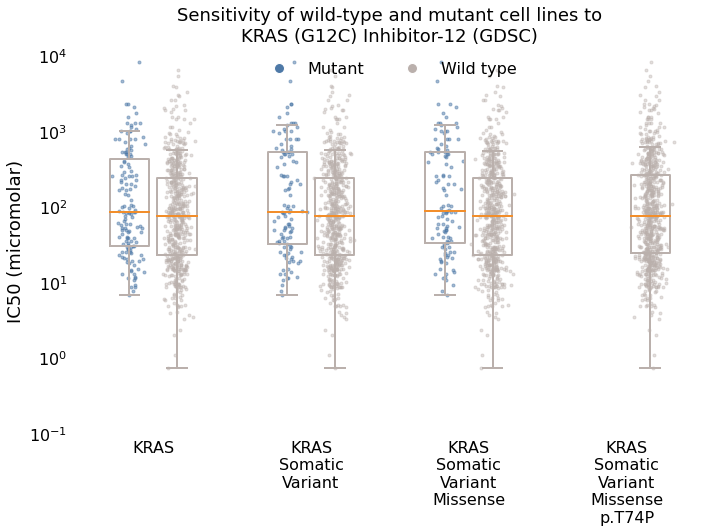 Sensitivity of wild-type and mutant cell lines to
KRAS (G12C) Inhibitor-12 (GDSC)
Mutant
Wild type
IC50 (micromolar)
10⁴
10³
10²
10¹
10⁰
10⁻¹
KRAS
KRAS
Somatic
Variant
KRAS
Somatic
Variant
Missense
KRAS
Somatic
Variant
Missense
p.T74P